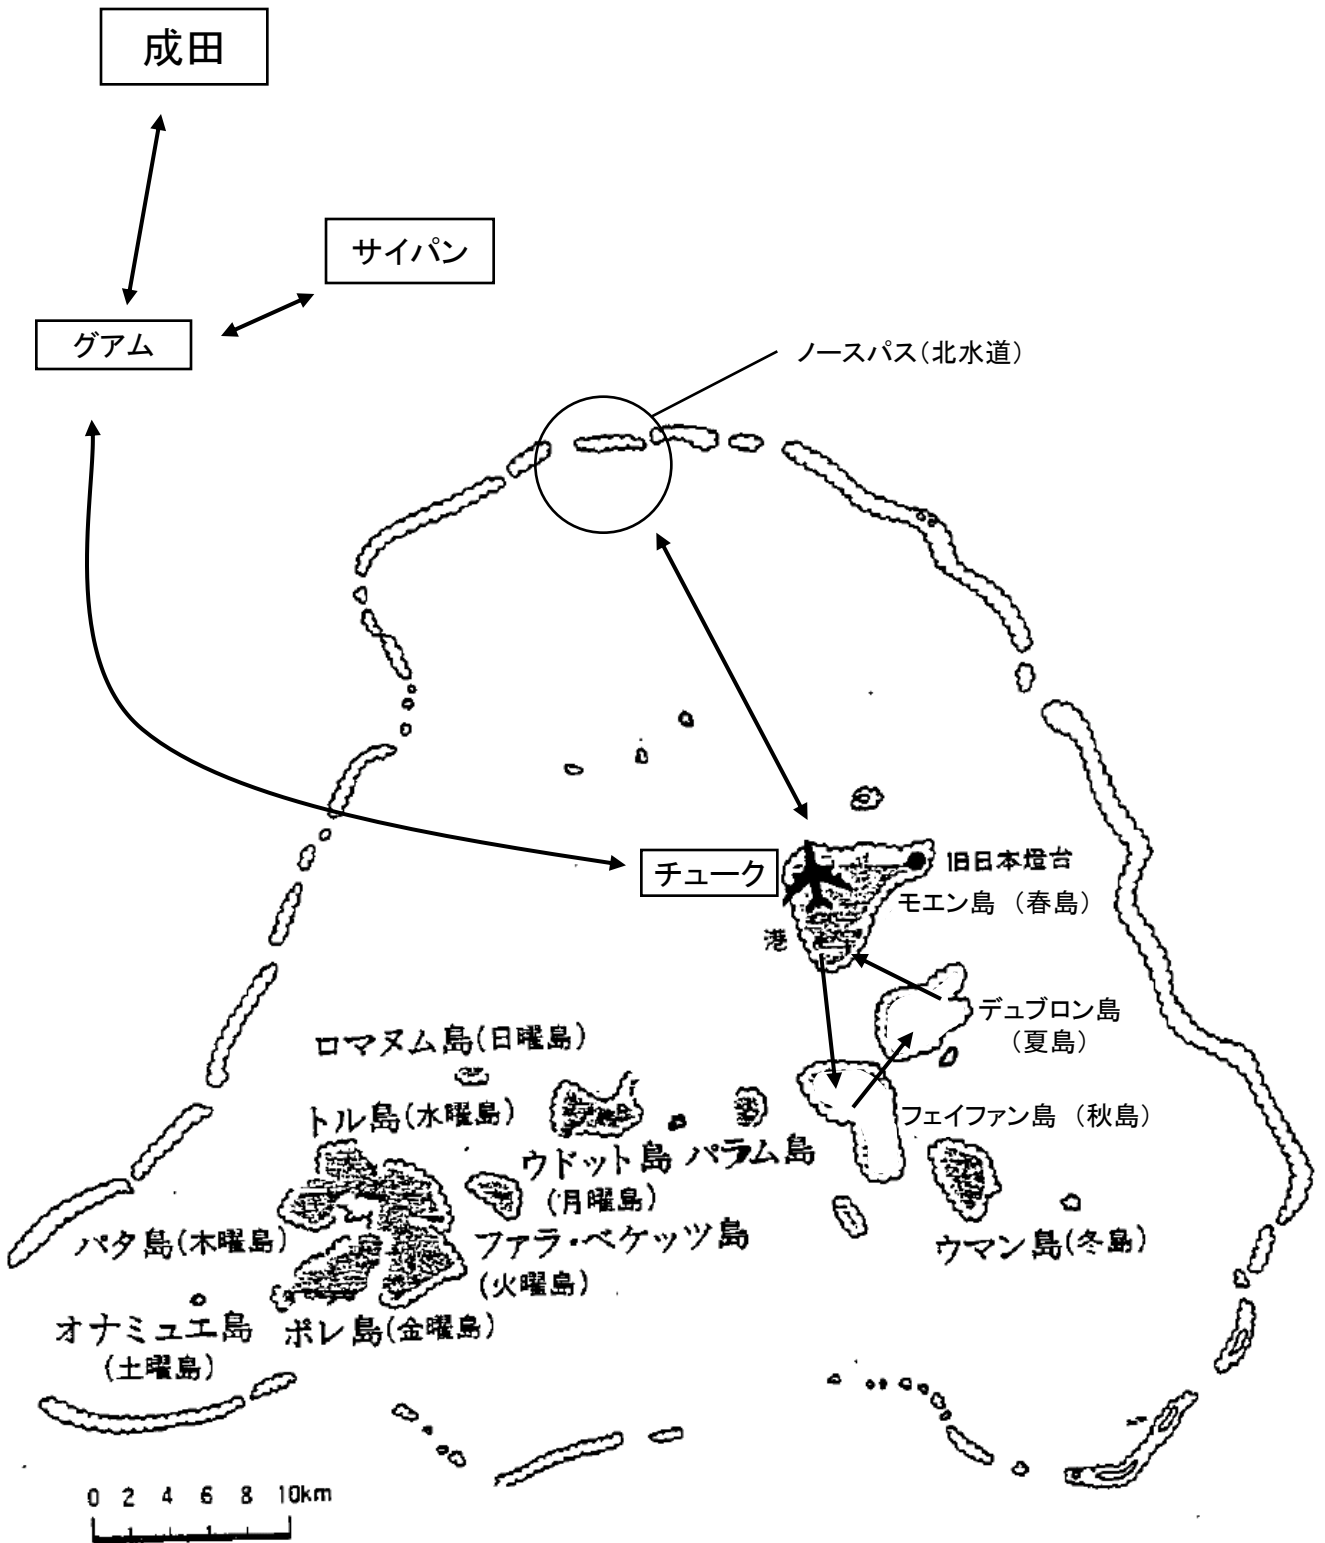 成田
サイパン
グアム
ノースパス（北水道）
チューク
旧日本燈台
モエン島 （春島）
港
デュブロン島
（夏島）
ロマヌム島(日曜島)
トル島(水曜島)
フェイファン島 （秋島）
ウドット島
(月曜島)
パラム島
パタ島(木曜島)
ファラ・ベケッツ島
(火曜島)
ウマン島(冬島)
オナミュエ島
(土曜島)
ポレ島(金曜島)
0 2 4 6 8 10km